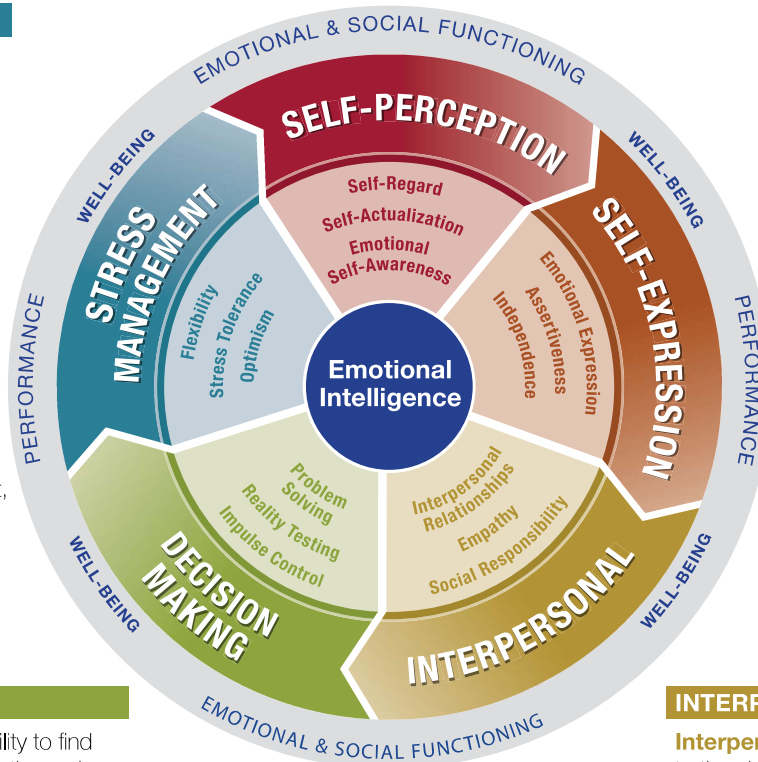 EMOTIONAL & SOCIAL FUNCTIONING
WELL-BEING
WELL-BEING
PERFORMANCE
PERFORMANCE
SELF-PERCEPTION
Self-Regard
Self-Actualization
Emotional
Self-Awareness
SELF-EXPRESSION
Emotional Expression
Assertiveness
Independence
STRESS
MANAGEMENT
Flexibility
Stress Tolerance
Optimism
Emotional
Intelligence
DECISION
MAKING
Problem
Solving
Reality Testing
Impulse Control
INTERPERSONAL
Interpersonal
Relationships
Empathy
Social Responsibility
WELL-BEING
WELL-BEING
EMOTIONAL & SOCIAL FUNCTIONING
to find